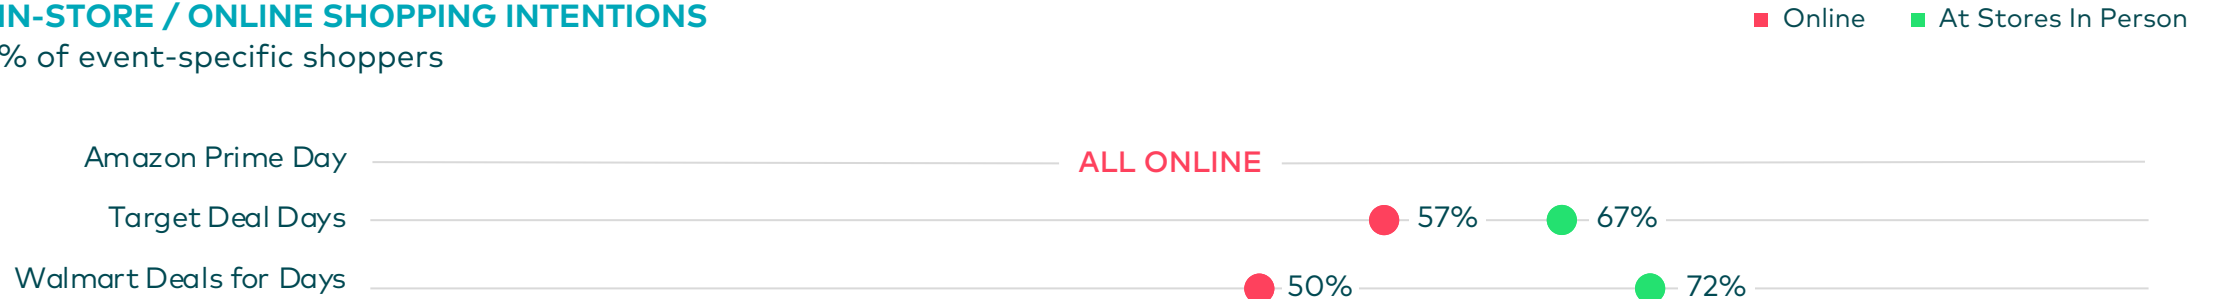 IN-STORE / ONLINE SHOPPING INTENTIONS
Online At Stores In Person
% of event-specific shoppers
Amazon Prime Day ALL ONLINE
Target Deal Days 57% 67%
Walmart Deals for Days 50% 72%